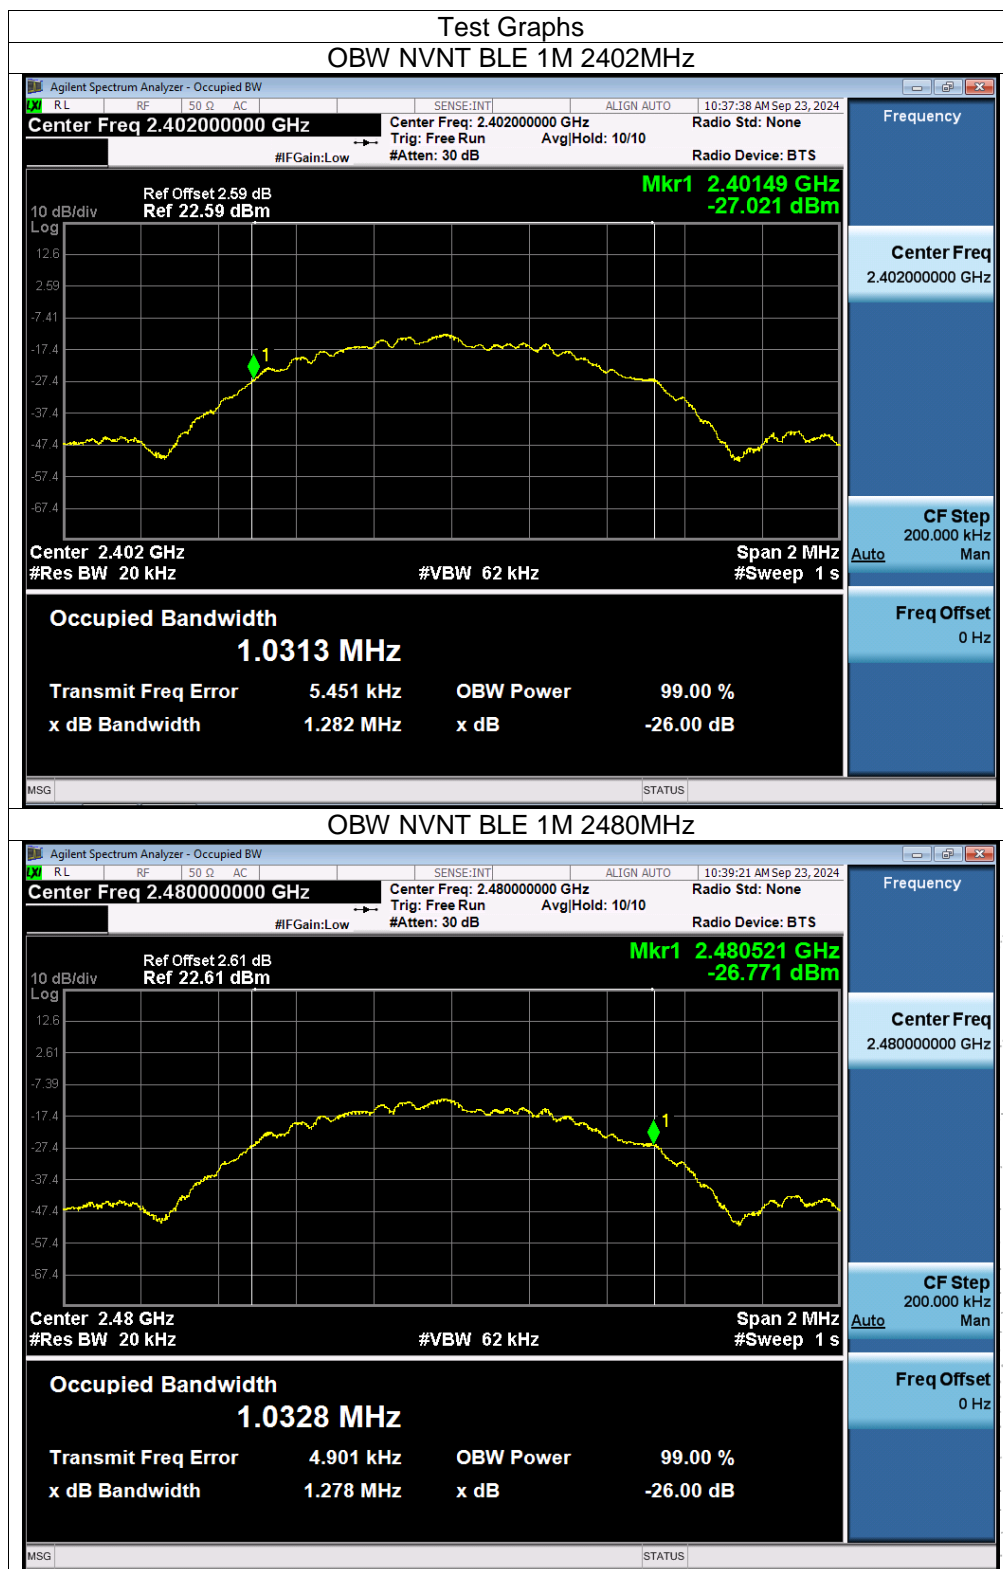 Test Graphs
OBW NVNT BLE 1M 2402MHz
Agilent Spectrum Analyzer - Occupied BW
LXI RL RF 50 Ω AC SENSE:INT ALIGN AUTO 10:37:38 AM Sep 23, 2024
Center Freq 2.402000000 GHz Center Freq: 2.402000000 GHz Radio Std: None
Trig: Free Run Avg|Hold: 10/10
#IFGain:Low #Atten: 30 dB Radio Device: BTS
Frequency
Mkr1 2.40149 GHz
-27.021 dBm
Ref Offset 2.59 dB
10 dB/div Ref 22.59 dBm
Log
12.6
2.59
-7.41
-17.4
-27.4
-37.4
-47.4
-57.4
-67.4
1
Center 2.402 GHz Span 2 MHz
#Res BW 20 kHz #VBW 62 kHz #Sweep 1 s
Center Freq
2.402000000 GHz
CF Step
200.000 kHz
Auto Man
Freq Offset
0 Hz
Occupied Bandwidth
1.0313 MHz
Transmit Freq Error 5.451 kHz OBW Power 99.00 %
x dB Bandwidth 1.282 MHz x dB -26.00 dB
MSG STATUS
OBW NVNT BLE 1M 2480MHz
Agilent Spectrum Analyzer - Occupied BW
LXI RL RF 50 Ω AC SENSE:INT ALIGN AUTO 10:39:21 AM Sep 23, 2024
Center Freq 2.480000000 GHz Center Freq: 2.480000000 GHz Radio Std: None
Trig: Free Run Avg|Hold: 10/10
#IFGain:Low #Atten: 30 dB Radio Device: BTS
Frequency
Mkr1 2.480521 GHz
-26.771 dBm
Ref Offset 2.61 dB
10 dB/div Ref 22.61 dBm
Log
12.6
2.61
-7.39
-17.4
-27.4
-37.4
-47.4
-57.4
-67.4
1
Center 2.48 GHz Span 2 MHz
#Res BW 20 kHz #VBW 62 kHz #Sweep 1 s
Center Freq
2.480000000 GHz
CF Step
200.000 kHz
Auto Man
Freq Offset
0 Hz
Occupied Bandwidth
1.0328 MHz
Transmit Freq Error 4.901 kHz OBW Power 99.00 %
x dB Bandwidth 1.278 MHz x dB -26.00 dB
MSG STATUS